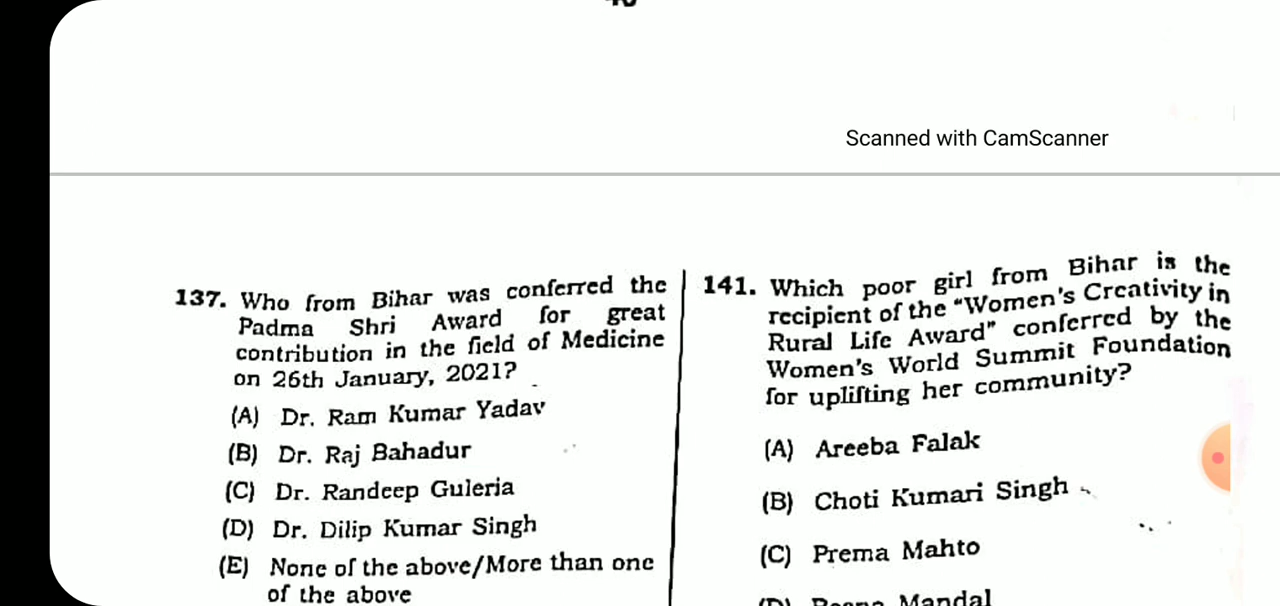 Scanned with CamScanner
137. Who from Bihar was conferred the
Padma Shri Award for great
contribution in the field of Medicine
on 26th January, 2021?
(A) Dr. Ram Kumar Yadav
(B) Dr. Raj Bahadur
(C) Dr. Randeep Guleria
(D) Dr. Dilip Kumar Singh
(E) None of the above/More than one
of the above
141. Which poor girl from Bihar is the
recipient of the "Women's Creativity in
Rural Life Award" conferred by the
Women's World Summit Foundation
for uplifting her community?
(A) Areeba Falak
(B) Choti Kumari Singh
(C) Prema Mahto
(D) Mandal